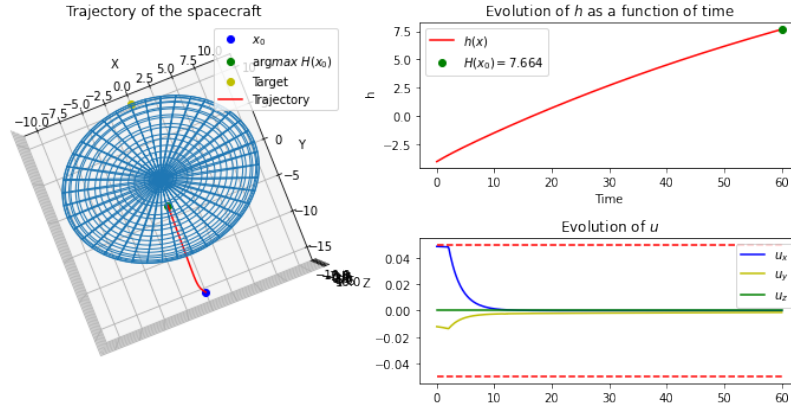 Trajectory of the spacecraft
x₀
argmax H(x₀)
Target
Trajectory
X
−10.0 −7.5 −5.0 −2.5 0.0 2.5 5.0 7.5 10.0
Y
10
0
−5
−10
−15
Z
Evolution of h as a function of time
h(x)
H(x₀) = 7.664
h
7.5
5.0
2.5
0.0
−2.5
0 10 20 30 40 50 60
Time
Evolution of u
u_x
u_y
u_z
0.04
0.02
0.00
−0.02
−0.04
0 10 20 30 40 50 60